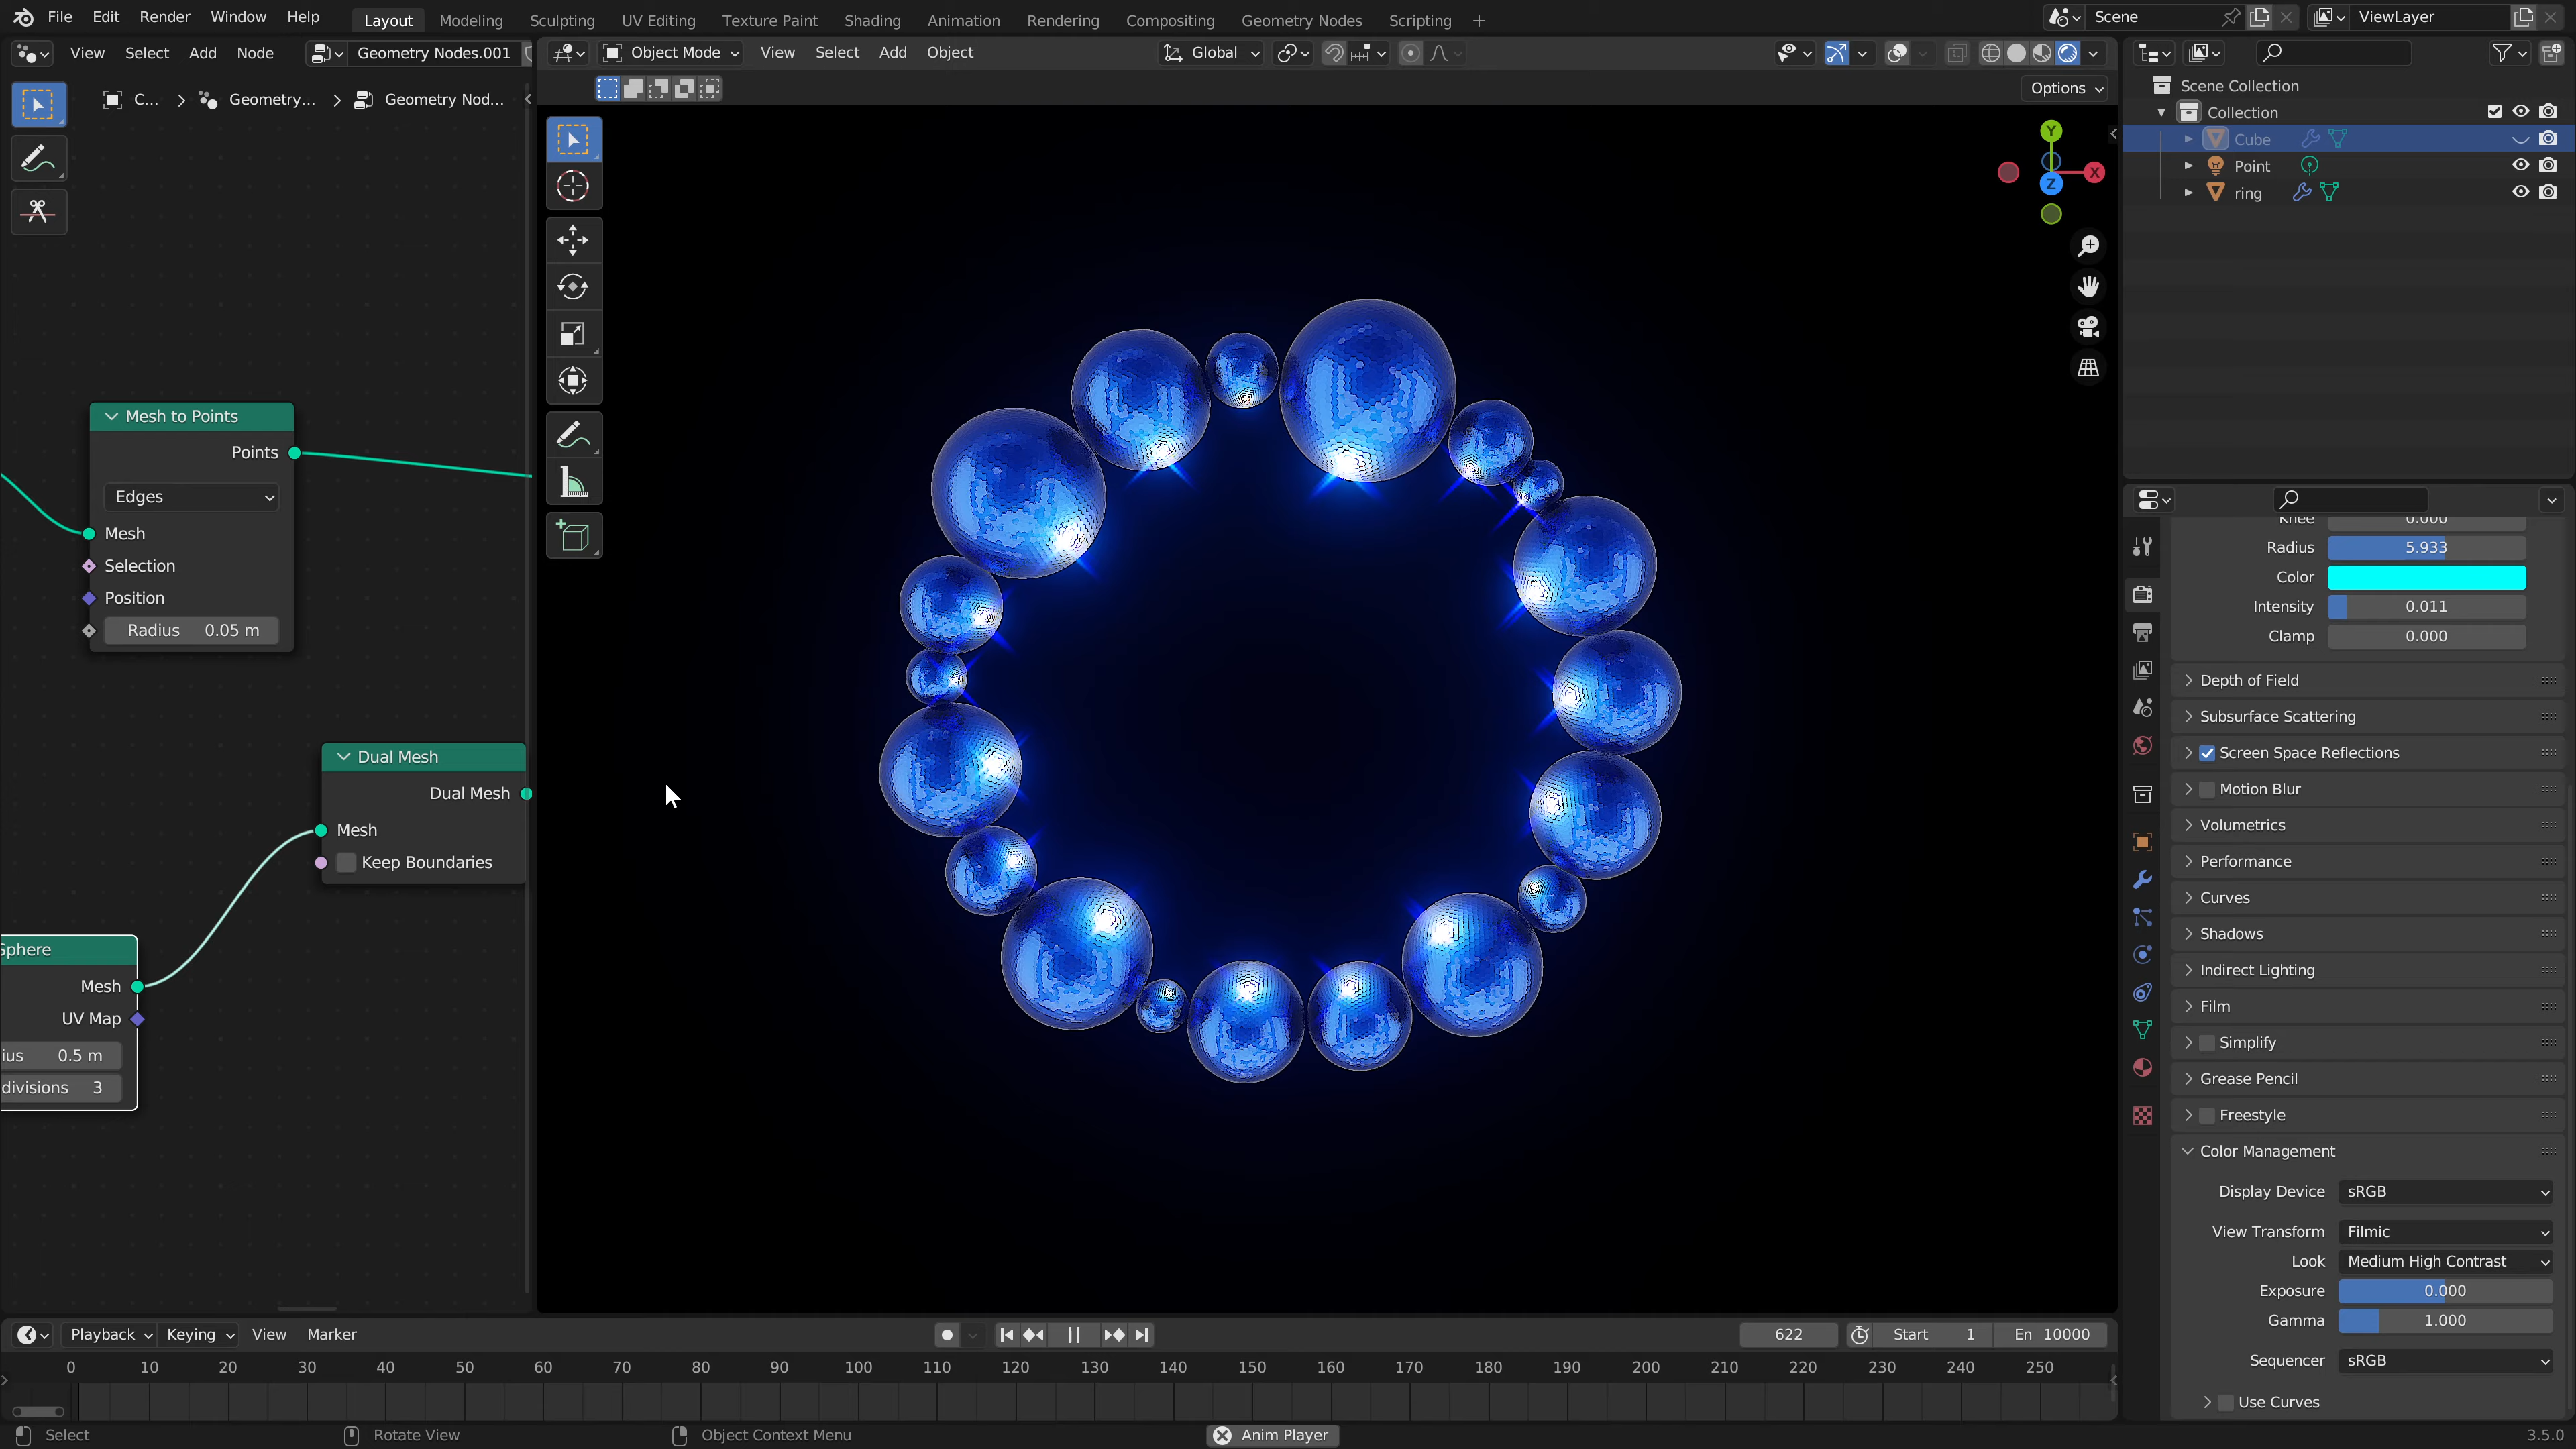 File Edit Render Window Help Layout Modeling Sculpting UV Editing Texture Paint Shading Animation Rendering Compositing Geometry Nodes Scripting + Scene ViewLayer
View Select Add Node Geometry Nodes.001 Object Mode View Select Add Object Global
Options
C... Geometry... Geometry Nod...
Y
X
Z
Scene Collection
Collection
Cube
Point
ring
Mesh to Points
Points
Edges
Mesh
Selection
Position
Radius 0.05 m
Dual Mesh
Dual Mesh
Mesh
Keep Boundaries
Sphere
Mesh
UV Map
ius 0.5 m
divisions 3
Knee 0.000
Radius 5.933
Color
Intensity 0.011
Clamp 0.000
Depth of Field
Subsurface Scattering
Screen Space Reflections
Motion Blur
Volumetrics
Performance
Curves
Shadows
Indirect Lighting
Film
Simplify
Grease Pencil
Freestyle
Color Management
Display Device sRGB
View Transform Filmic
Look Medium High Contrast
Exposure 0.000
Gamma 1.000
Sequencer sRGB
Use Curves
Playback Keying View Marker 622 Start 1 En 10000
0 10 20 30 40 50 60 70 80 90 100 110 120 130 140 150 160 170 180 190 200 210 220 230 240 250
Select Rotate View Object Context Menu Anim Player 3.5.0